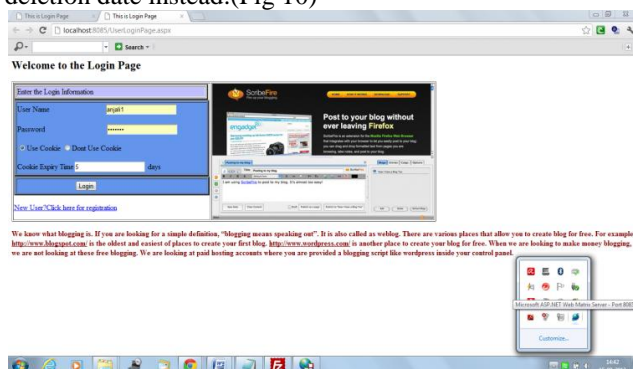 deletion date instead.(Fig 10)
This is Login Page
This is Login Page
localhost:8085/UserLoginPage.aspx
Search
Welcome to the Login Page
Enter the Login Information
User Name
anjali1
Password
Use Cookie
Dont Use Cookie
Cookie Expiry Time
5
days
Login
New User?Click here for registration
ScribeFire
Post to your blog without
ever leaving Firefox
engadget
We know what blogging is. If you are looking for a simple definition, "blogging means speaking out". It is also called as weblog. There are various places that allow you to create blog for free. For example
http://www.blogspot.com/ is the oldest and easiest of places to create your first blog. http://www.wordpress.com/ is another place to create your blog for free. When we are looking to make money blogging,
we are not looking at these free blogging. We are looking at paid hosting accounts where you are provided a blogging script like wordpress inside your control panel.
Microsoft ASP.NET Web Matrix Server - Port 8085
Customize...
16:42